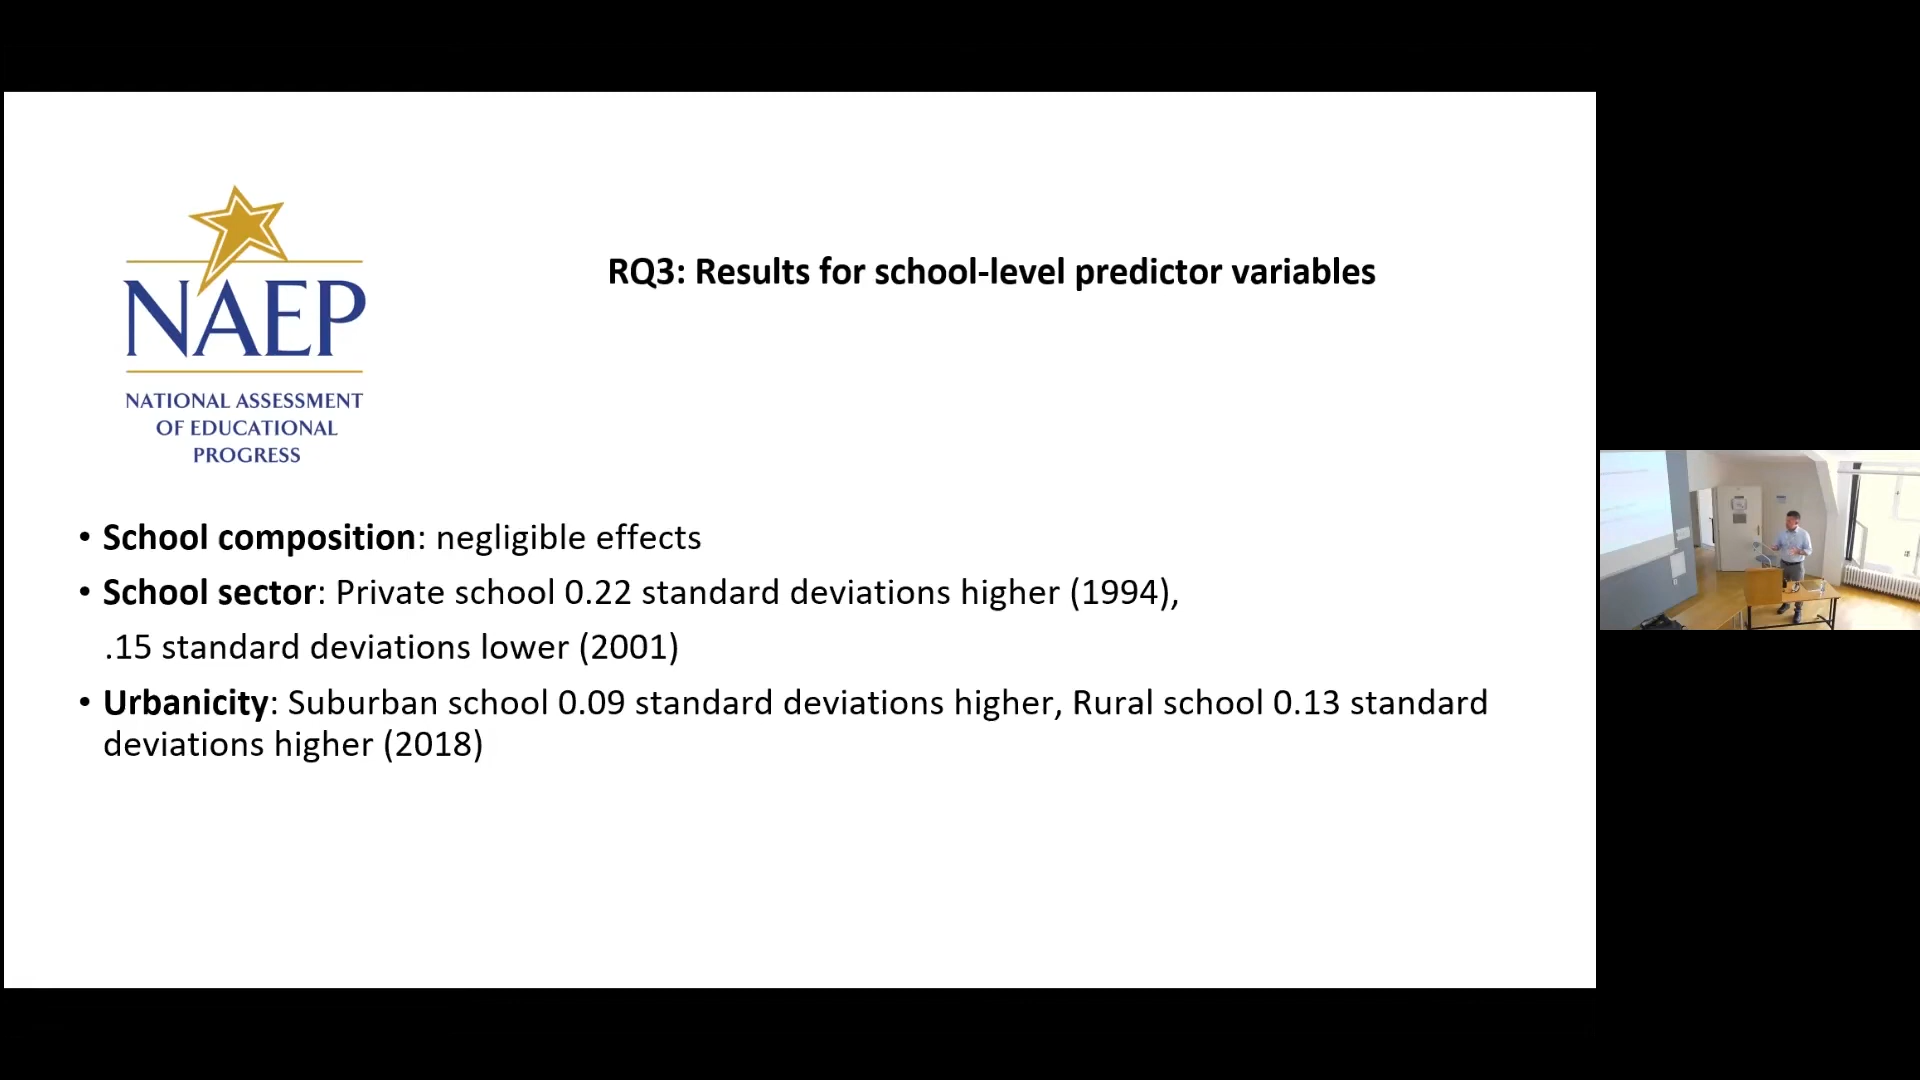 NAEP
NATIONAL ASSESSMENT
OF EDUCATIONAL
PROGRESS
RQ3: Results for school-level predictor variables
• School composition: negligible effects
• School sector: Private school 0.22 standard deviations higher (1994),
.15 standard deviations lower (2001)
• Urbanicity: Suburban school 0.09 standard deviations higher, Rural school 0.13 standard
deviations higher (2018)